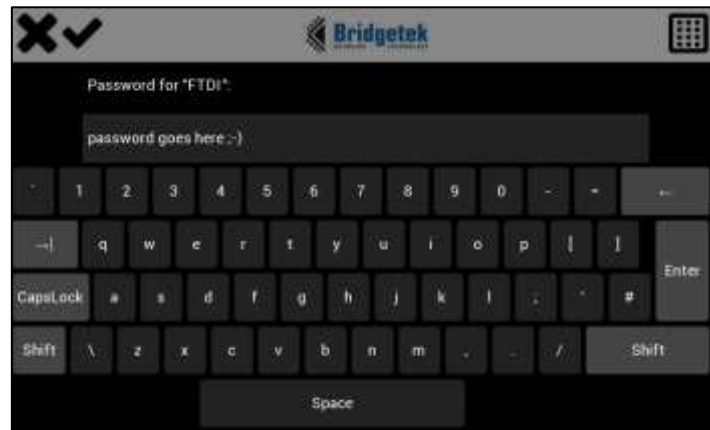 Bridgetek
Password for "FTDI":
password goes here ;-)
` 1 2 3 4 5 6 7 8 9 0 - = ←
→| q w e r t y u i o p [ ]
Enter
CapsLock a s d f g h j k l ; ' #
Shift \ z x c v b n m , . / Shift
Space